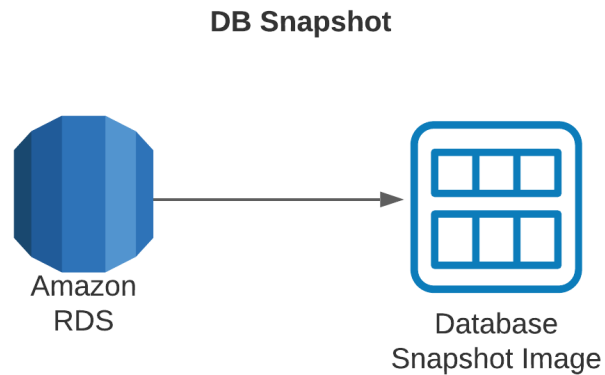 DB Snapshot
Amazon
RDS
Database
Snapshot Image